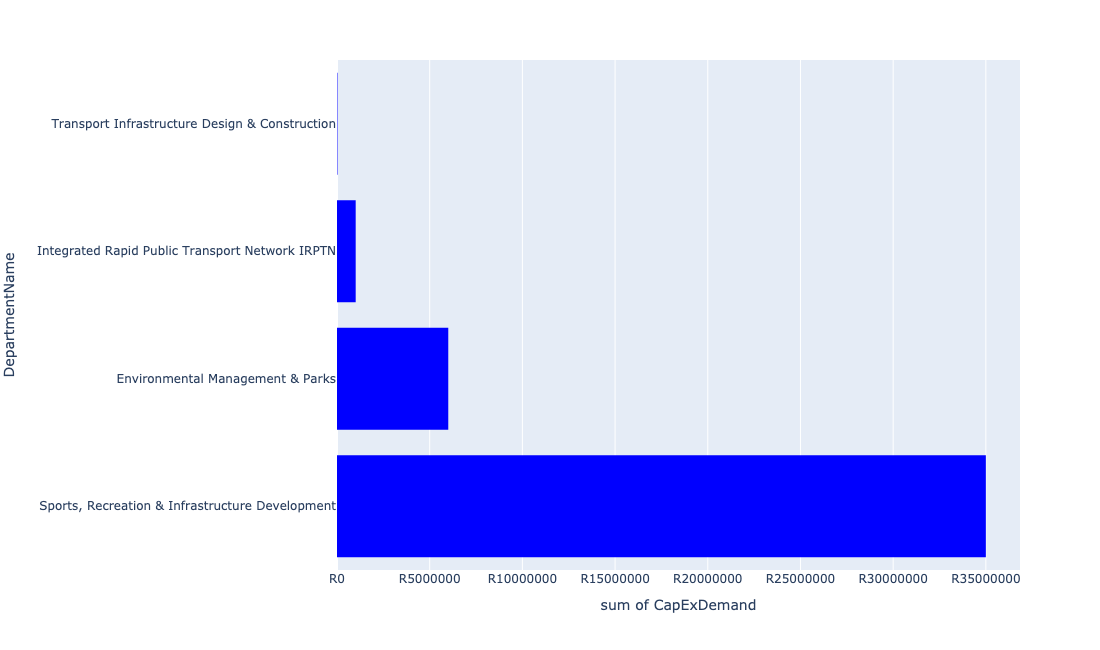 DepartmentName
Transport Infrastructure Design & Construction
Integrated Rapid Public Transport Network IRPTN
Environmental Management & Parks
Sports, Recreation & Infrastructure Development
R0 R5000000 R10000000 R15000000 R20000000 R25000000 R30000000 R35000000
sum of CapExDemand